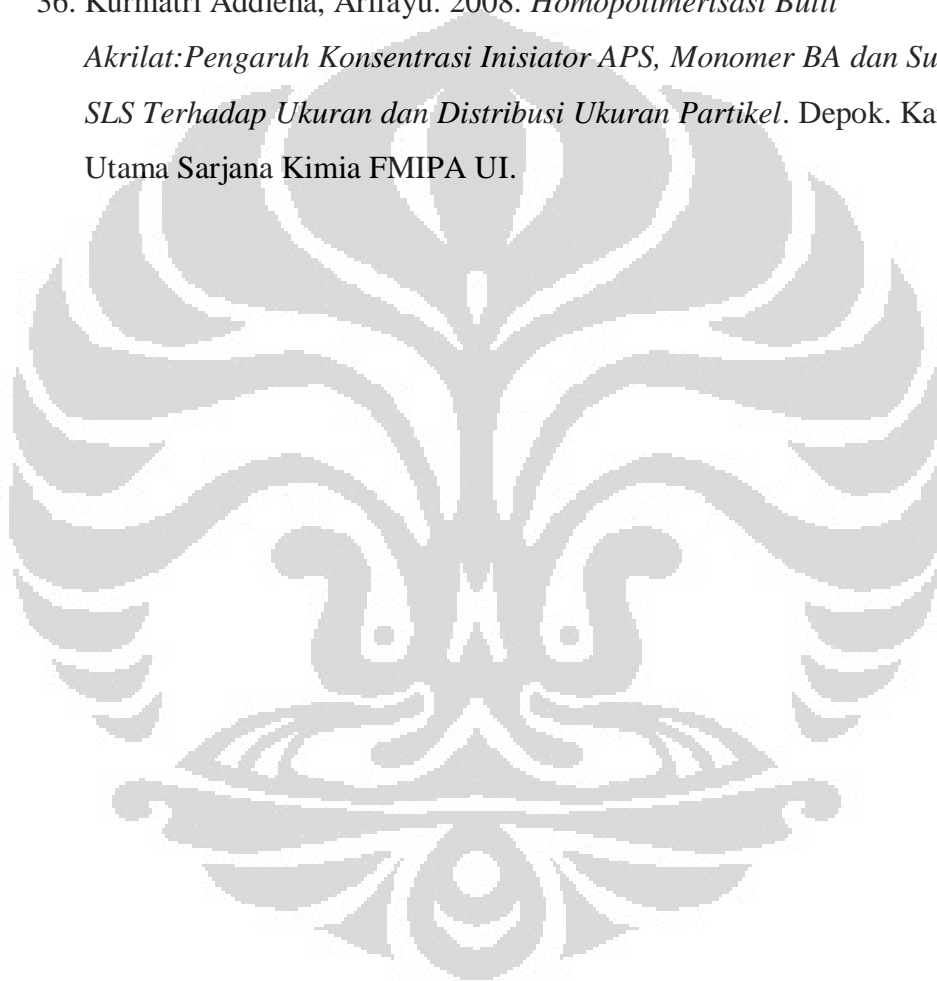 36. Kurniatri Addiena, Arifayu. 2008. Homopolimerisasi Butil
Akrilat:Pengaruh Konsentrasi Inisiator APS, Monomer BA dan Su
SLS Terhadap Ukuran dan Distribusi Ukuran Partikel. Depok. Ka
Utama Sarjana Kimia FMIPA UI.